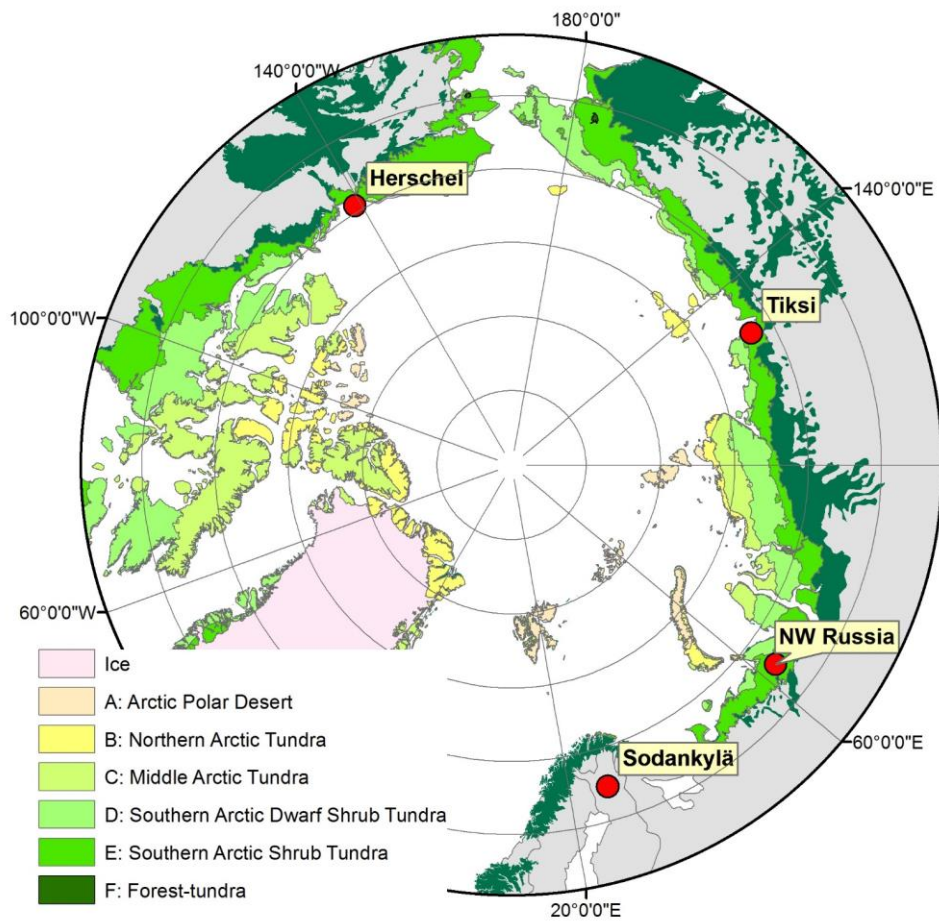 180°0'0"
140°0'0"W
Herschel
140°0'0"E
Tiksi
100°0'0"W
60°0'0"W
NW Russia
60°0'0"E
Sodankylä
20°0'0"E
Ice
A: Arctic Polar Desert
B: Northern Arctic Tundra
C: Middle Arctic Tundra
D: Southern Arctic Dwarf Shrub Tundra
E: Southern Arctic Shrub Tundra
F: Forest-tundra